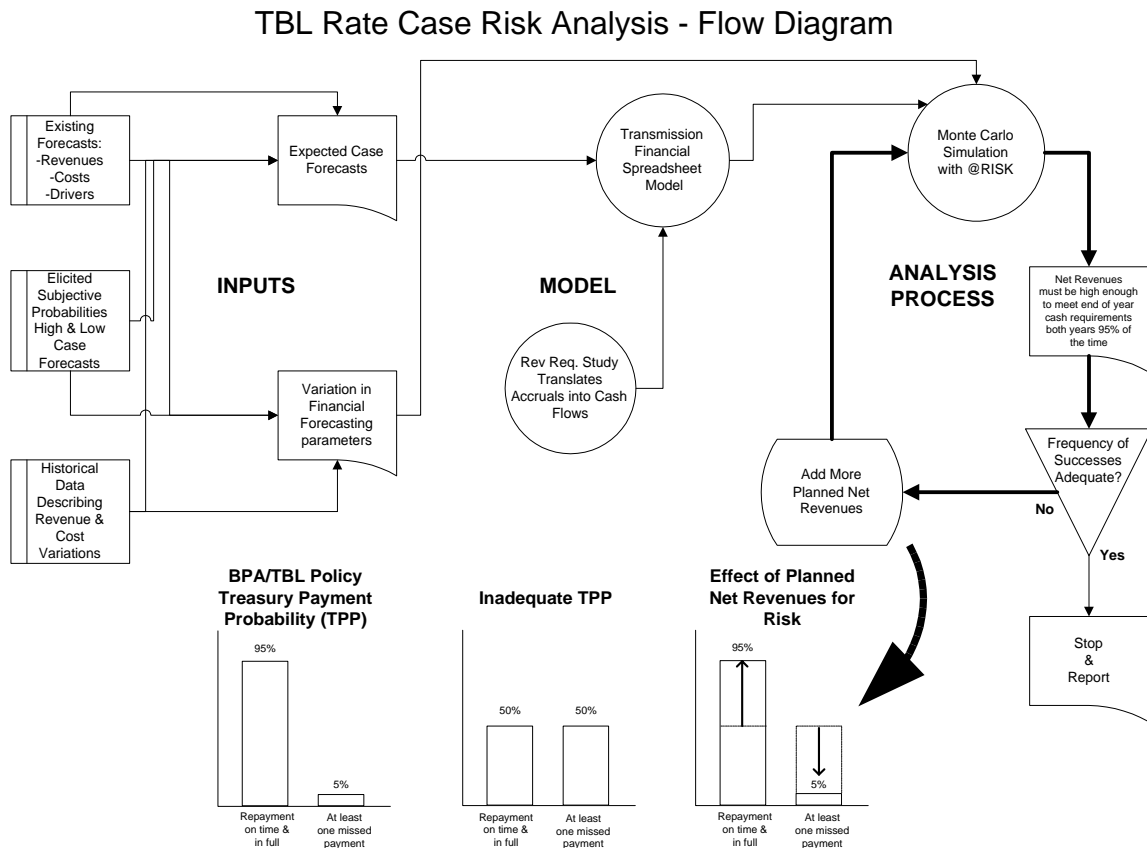 TBL Rate Case Risk Analysis - Flow Diagram
Existing
Forecasts:
-Revenues
-Costs
-Drivers
Expected Case
Forecasts
Transmission
Financial
Spreadsheet
Model
Monte Carlo
Simulation
with @RISK
Elicited
Subjective
Probabilities
High & Low
Case
Forecasts
INPUTS
MODEL
ANALYSIS
PROCESS
Net Revenues
must be high enough
to meet end of year
cash requirements
both years 95% of
the time
Variation in
Financial
Forecasting
parameters
Rev Req. Study
Translates
Accruals into Cash
Flows
Historical
Data
Describing
Revenue &
Cost
Variations
Add More
Planned Net
Revenues
Frequency of
Successes
Adequate?
No
Yes
Stop
&
Report
BPA/TBL Policy
Treasury Payment
Probability (TPP)
95%
5%
Repayment
on time &
in full
At least
one missed
payment
Inadequate TPP
50%
50%
Repayment
on time &
in full
At least
one missed
payment
Effect of Planned
Net Revenues for
Risk
95%
5%
Repayment
on time &
in full
At least
one missed
payment